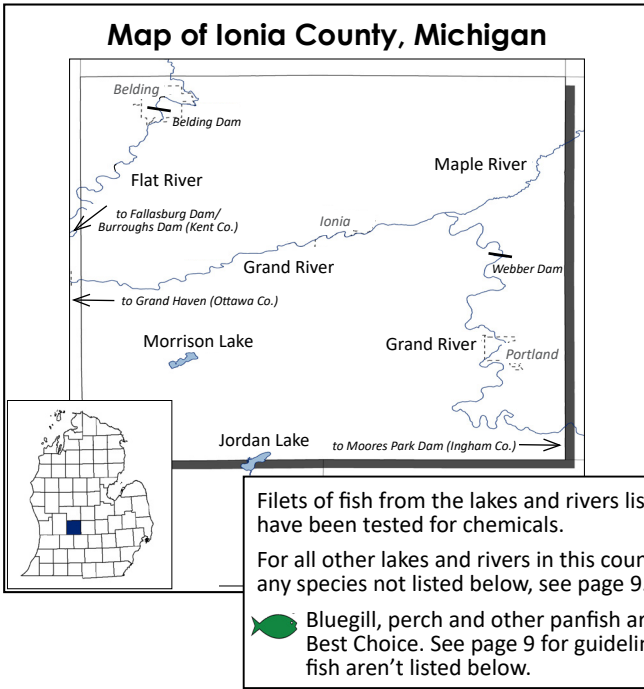 Map of Ionia County, Michigan
Belding
Belding Dam
Flat River
Maple River
to Fallasburg Dam/
Burroughs Dam (Kent Co.)
Ionia
Grand River
Webber Dam
to Grand Haven (Ottawa Co.)
Morrison Lake
Grand River
Portland
Jordan Lake
to Moores Park Dam (Ingham Co.)
Filets of fish from the lakes and rivers lis
have been tested for chemicals.
For all other lakes and rivers in this coun
any species not listed below, see page 9.
Bluegill, perch and other panfish ar
Best Choice. See page 9 for guidelin
fish aren't listed below.